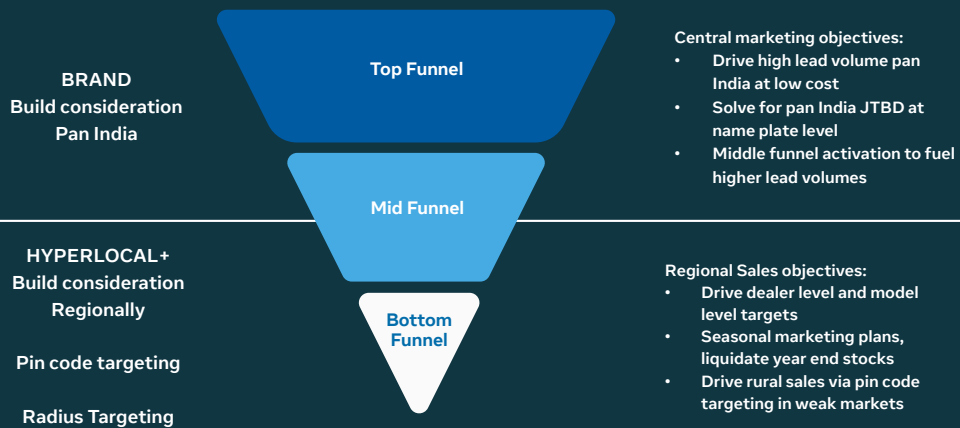 BRAND
Build consideration
Pan India
Top Funnel
Central marketing objectives:
• Drive high lead volume pan
India at low cost
• Solve for pan India JTBD at
name plate level
• Middle funnel activation to fuel
higher lead volumes
Mid Funnel
HYPERLOCAL+
Build consideration
Regionally
Pin code targeting
Radius Targeting
Bottom
Funnel
Regional Sales objectives:
• Drive dealer level and model
level targets
• Seasonal marketing plans,
liquidate year end stocks
• Drive rural sales via pin code
targeting in weak markets